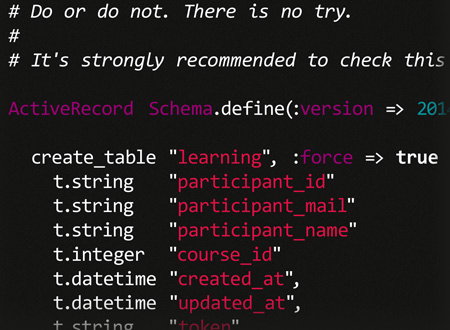 # Do or do not. There is no try.
#
# It's strongly recommended to check this
ActiveRecord Schema.define(:version => 201
create_table "learning", :force => true
t.string "participant_id"
t.string "participant_mail"
t.string "participant_name"
t.integer "course_id"
t.datetime "created_at",
t.datetime "updated_at",
t.string "token"